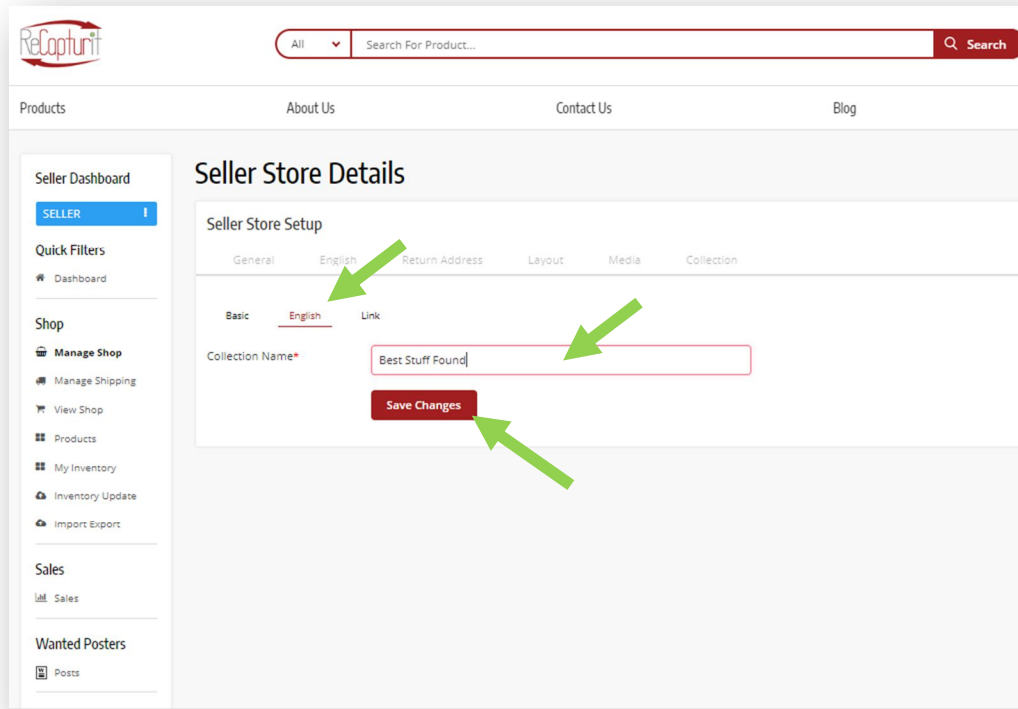 ReCapturit
All
Search For Product...
Search
Products
About Us
Contact Us
Blog
Seller Dashboard
SELLER !
Quick Filters
Dashboard
Shop
Manage Shop
Manage Shipping
View Shop
Products
My Inventory
Inventory Update
Import Export
Sales
Sales
Wanted Posters
Posts
Seller Store Details
Seller Store Setup
General English Return Address Layout Media Collection
Basic English Link
Collection Name* Best Stuff Found
Save Changes